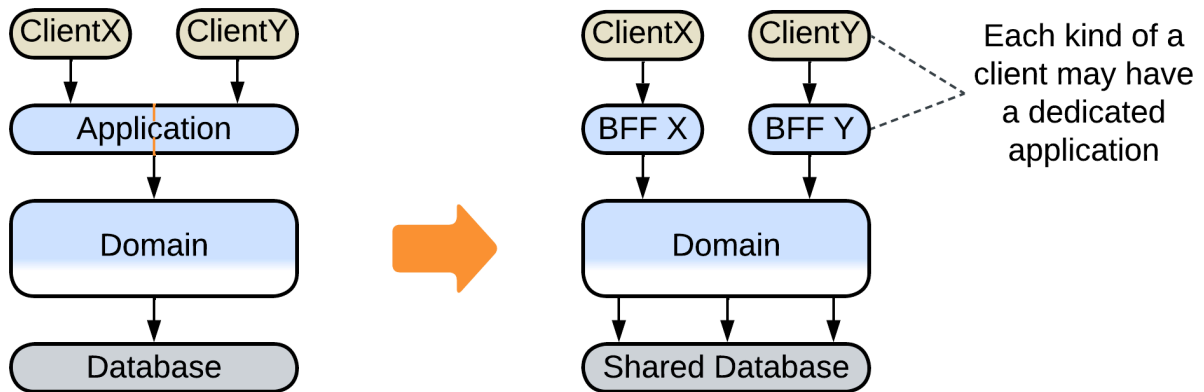 ClientX
ClientY
Application
Domain
Database
ClientX
ClientY
BFF X
BFF Y
Domain
Shared Database
Each kind of a
client may have
a dedicated
application